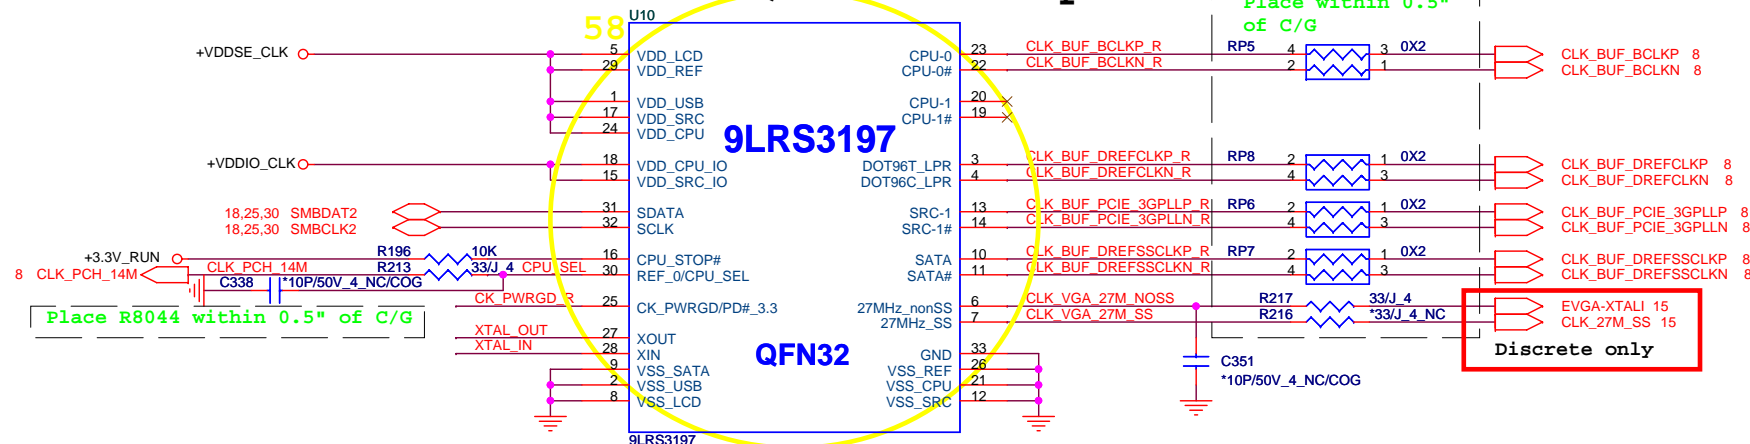 Place within 0.5"
of C/G
U10
58
+VDDSE_CLK
5 VDD_LCD
29 VDD_REF
1 VDD_USB
17 VDD_SRC
24 VDD_CPU
+VDDIO_CLK
18 VDD_CPU_IO
15 VDD_SRC_IO
18,25,30 SMBDAT2 31 SDATA
18,25,30 SMBCLK2 32 SCLK
+3.3V_RUN R196 10K 16 CPU_STOP#
8 CLK_PCH_14M CLK_PCH_14M R213 33/J_4 CPU_SEL 30 REF_0/CPU_SEL
C338 *10P/50V_4_NC/COG
CK_PWRGD_R 25 CK_PWRGD/PD#_3.3
Place R8044 within 0.5" of C/G
XTAL_OUT 27 XOUT
XTAL_IN 28 XIN
9 VSS_SATA
2 VSS_USB
8 VSS_LCD
9LRS3197
QFN32
9LRS3197
CPU-0 23 CLK_BUF_BCLKP_R RP5 4 3 0X2 CLK_BUF_BCLKP 8
CPU-0# 22 CLK_BUF_BCLKN_R 2 1 CLK_BUF_BCLKN 8
CPU-1 20
CPU-1# 19
DOT96T_LPR 3 CLK_BUF_DREFCLKP_R RP8 2 1 0X2 CLK_BUF_DREFCLKP 8
DOT96C_LPR 4 CLK_BUF_DREFCLKN_R 4 3 CLK_BUF_DREFCLKN 8
SRC-1 13 CLK_BUF_PCIE_3GPLLP_R RP6 2 1 0X2 CLK_BUF_PCIE_3GPLLP 8
SRC-1# 14 CLK_BUF_PCIE_3GPLLN_R 4 3 CLK_BUF_PCIE_3GPLLN 8
SATA 10 CLK_BUF_DREFSSCLKP_R RP7 2 1 0X2 CLK_BUF_DREFSSCLKP 8
SATA# 11 CLK_BUF_DREFSSCLKN_R 4 3 CLK_BUF_DREFSSCLKN 8
27MHz_nonSS 6 CLK_VGA_27M_NOSS R217 33/J_4 EVGA-XTALI 15
27MHz_SS 7 CLK_VGA_27M_SS R216 *33/J_4_NC CLK_27M_SS 15
Discrete only
GND 33
VSS_REF 26
VSS_CPU 21
VSS_SRC 12
C351
*10P/50V_4_NC/COG